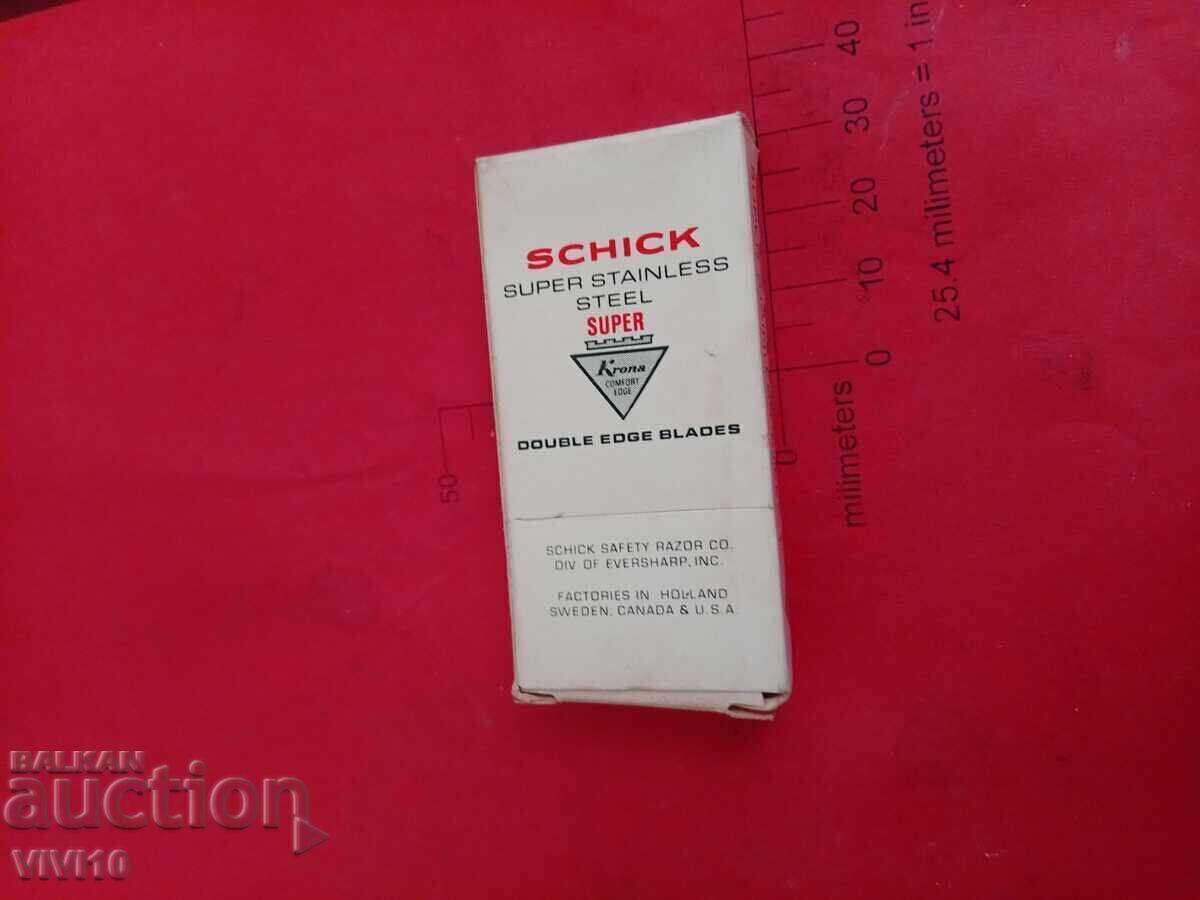 SCHICK
SUPER STAINLESS
STEEL
SUPER
Krona
COMFORT
EDGE
DOUBLE EDGE BLADES
SCHICK SAFETY RAZOR CO.
DIV OF EVERSHARP, INC.
FACTORIES IN HOLLAND
SWEDEN, CANADA & U.S.A.
50
0
0
10
20
30
40
milimeters
25.4 milimeters = 1 in
BALKAN
auction
VIVI10